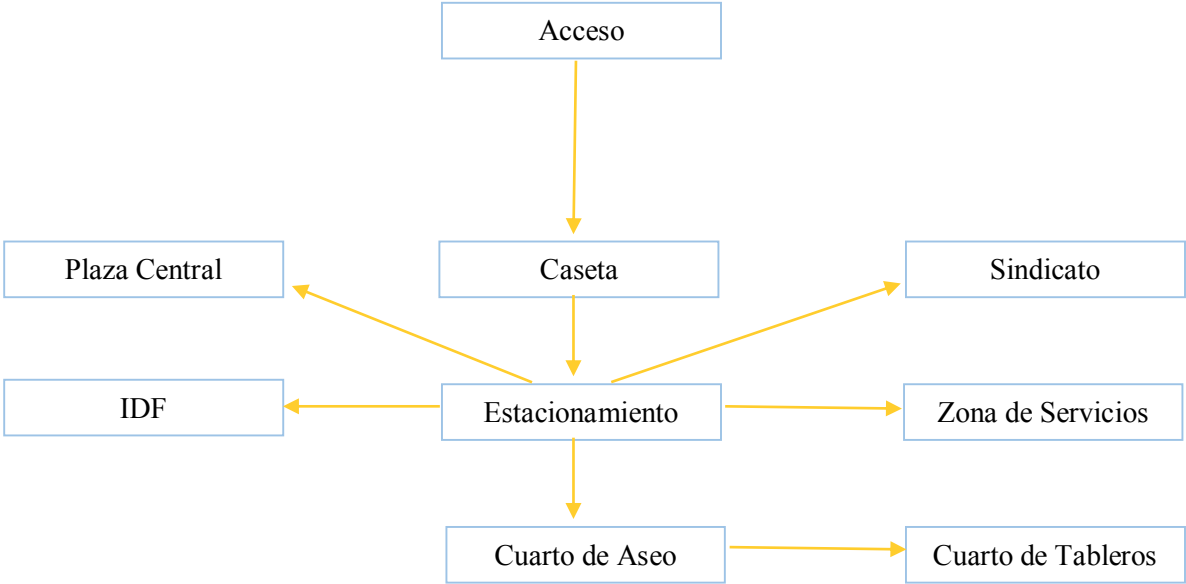 Acceso
Plaza Central
Caseta
Sindicato
IDF
Estacionamiento
Zona de Servicios
Cuarto de Aseo
Cuarto de Tableros